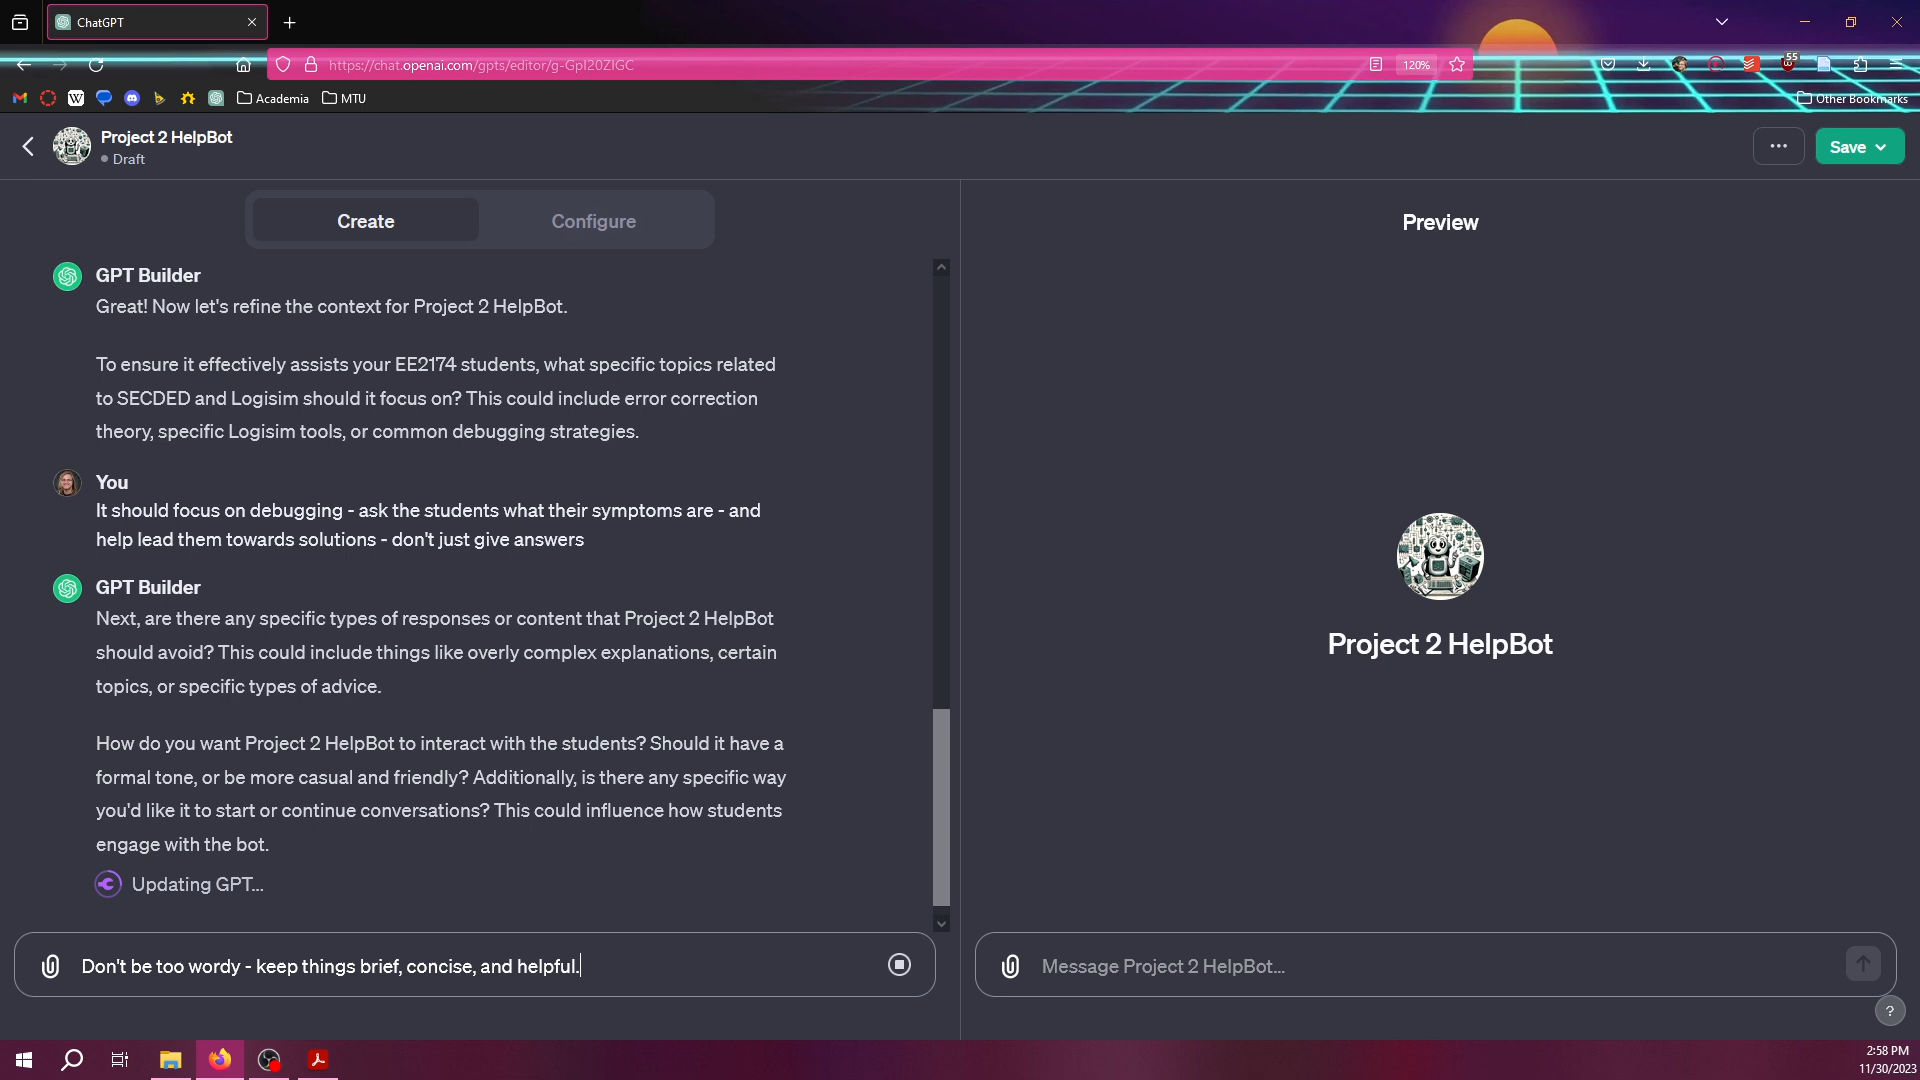 ChatGPT
https://chat.openai.com/gpts/editor/g-GpI20ZIGC
120%
55
Academia
MTU
Other Bookmarks
Project 2 HelpBot
Draft
Save
Create
Configure
Preview
GPT Builder
Great! Now let's refine the context for Project 2 HelpBot.
To ensure it effectively assists your EE2174 students, what specific topics related
to SECDED and Logisim should it focus on? This could include error correction
theory, specific Logisim tools, or common debugging strategies.
You
It should focus on debugging - ask the students what their symptoms are - and
help lead them towards solutions - don't just give answers
GPT Builder
Next, are there any specific types of responses or content that Project 2 HelpBot
should avoid? This could include things like overly complex explanations, certain
topics, or specific types of advice.
How do you want Project 2 HelpBot to interact with the students? Should it have a
formal tone, or be more casual and friendly? Additionally, is there any specific way
you'd like it to start or continue conversations? This could influence how students
engage with the bot.
Updating GPT...
Don't be too wordy - keep things brief, concise, and helpful.
Project 2 HelpBot
Message Project 2 HelpBot...
?
2:58 PM
11/30/2023